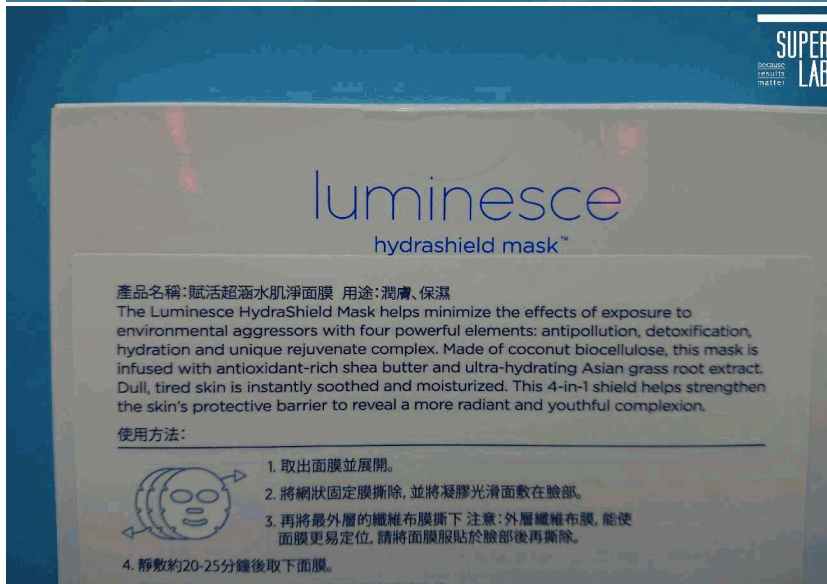 SUPER
because
results
matter
LAB
luminesce
hydrashield mask™
產品名稱:賦活超涵水肌淨面膜 用途:潤膚、保濕
The Luminesce HydraShield Mask helps minimize the effects of exposure to
environmental aggressors with four powerful elements: antipollution, detoxification,
hydration and unique rejuvenate complex. Made of coconut biocellulose, this mask is
infused with antioxidant-rich shea butter and ultra-hydrating Asian grass root extract.
Dull, tired skin is instantly soothed and moisturized. This 4-in-1 shield helps strengthen
the skin's protective barrier to reveal a more radiant and youthful complexion.
使用方法:
1. 取出面膜並展開。
2. 將網狀固定膜撕除, 並將凝膠光滑面敷在臉部。
3. 再將最外層的纖維布膜撕下 注意:外層纖維布膜, 能使
面膜更易定位, 請將面膜服貼於臉部後再撕除。
4. 靜敷約20-25分鐘後取下面膜。